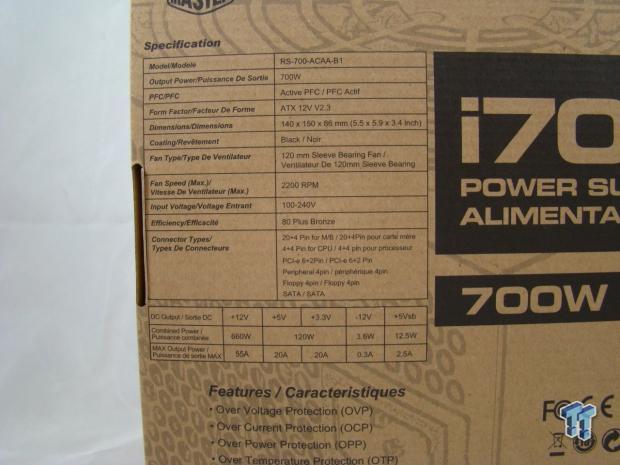 MASTER
Specification
Model/Modèle RS-700-ACAA-B1
Output Power/Puissance De Sortie 700W
PFC/PFC Active PFC / PFC Actif
Form Factor/Facteur De Forme ATX 12V V2.3
Dimensions/Dimensions 140 x 150 x 86 mm (5.5 x 5.9 x 3.4 inch)
Coating/Revêtement Black / Noir
Fan Type/Type De Ventilateur 120 mm Sleeve Bearing Fan /
Ventilateur De 120mm Sleeve Bearing
Fan Speed (Max.)/
Vitesse De Ventilateur (Max.) 2200 RPM
Input Voltage/Voltage Entrant 100-240V
Efficiency/Efficacité 80 Plus Bronze
Connector Types/
Types De Connecteurs
20+4 Pin for M/B / 20+4Pin pour carte mère
4+4 Pin for CPU / 4+4 pin pour processeur
PCI-e 6+2Pin / PCI-e 6+2 Pin
Peripheral 4pin / périphérique 4pin
Floppy 4pin / Floppy 4pin
SATA / SATA
DC Output / Sortie DC +12V +5V +3.3V -12V +5Vsb
Combined Power /
Puissance combinée 660W 120W 3.6W 12.5W
MAX Output Power /
Puissance de sortie MAX 55A 20A 20A 0.3A 2.5A
Features / Caracteristiques
• Over Voltage Protection (OVP)
• Over Current Protection (OCP)
• Over Power Protection (OPP)
• Over Temperature Protection (OTP)
i70
POWER SU
ALIMENTA
700W
FC CE
TT